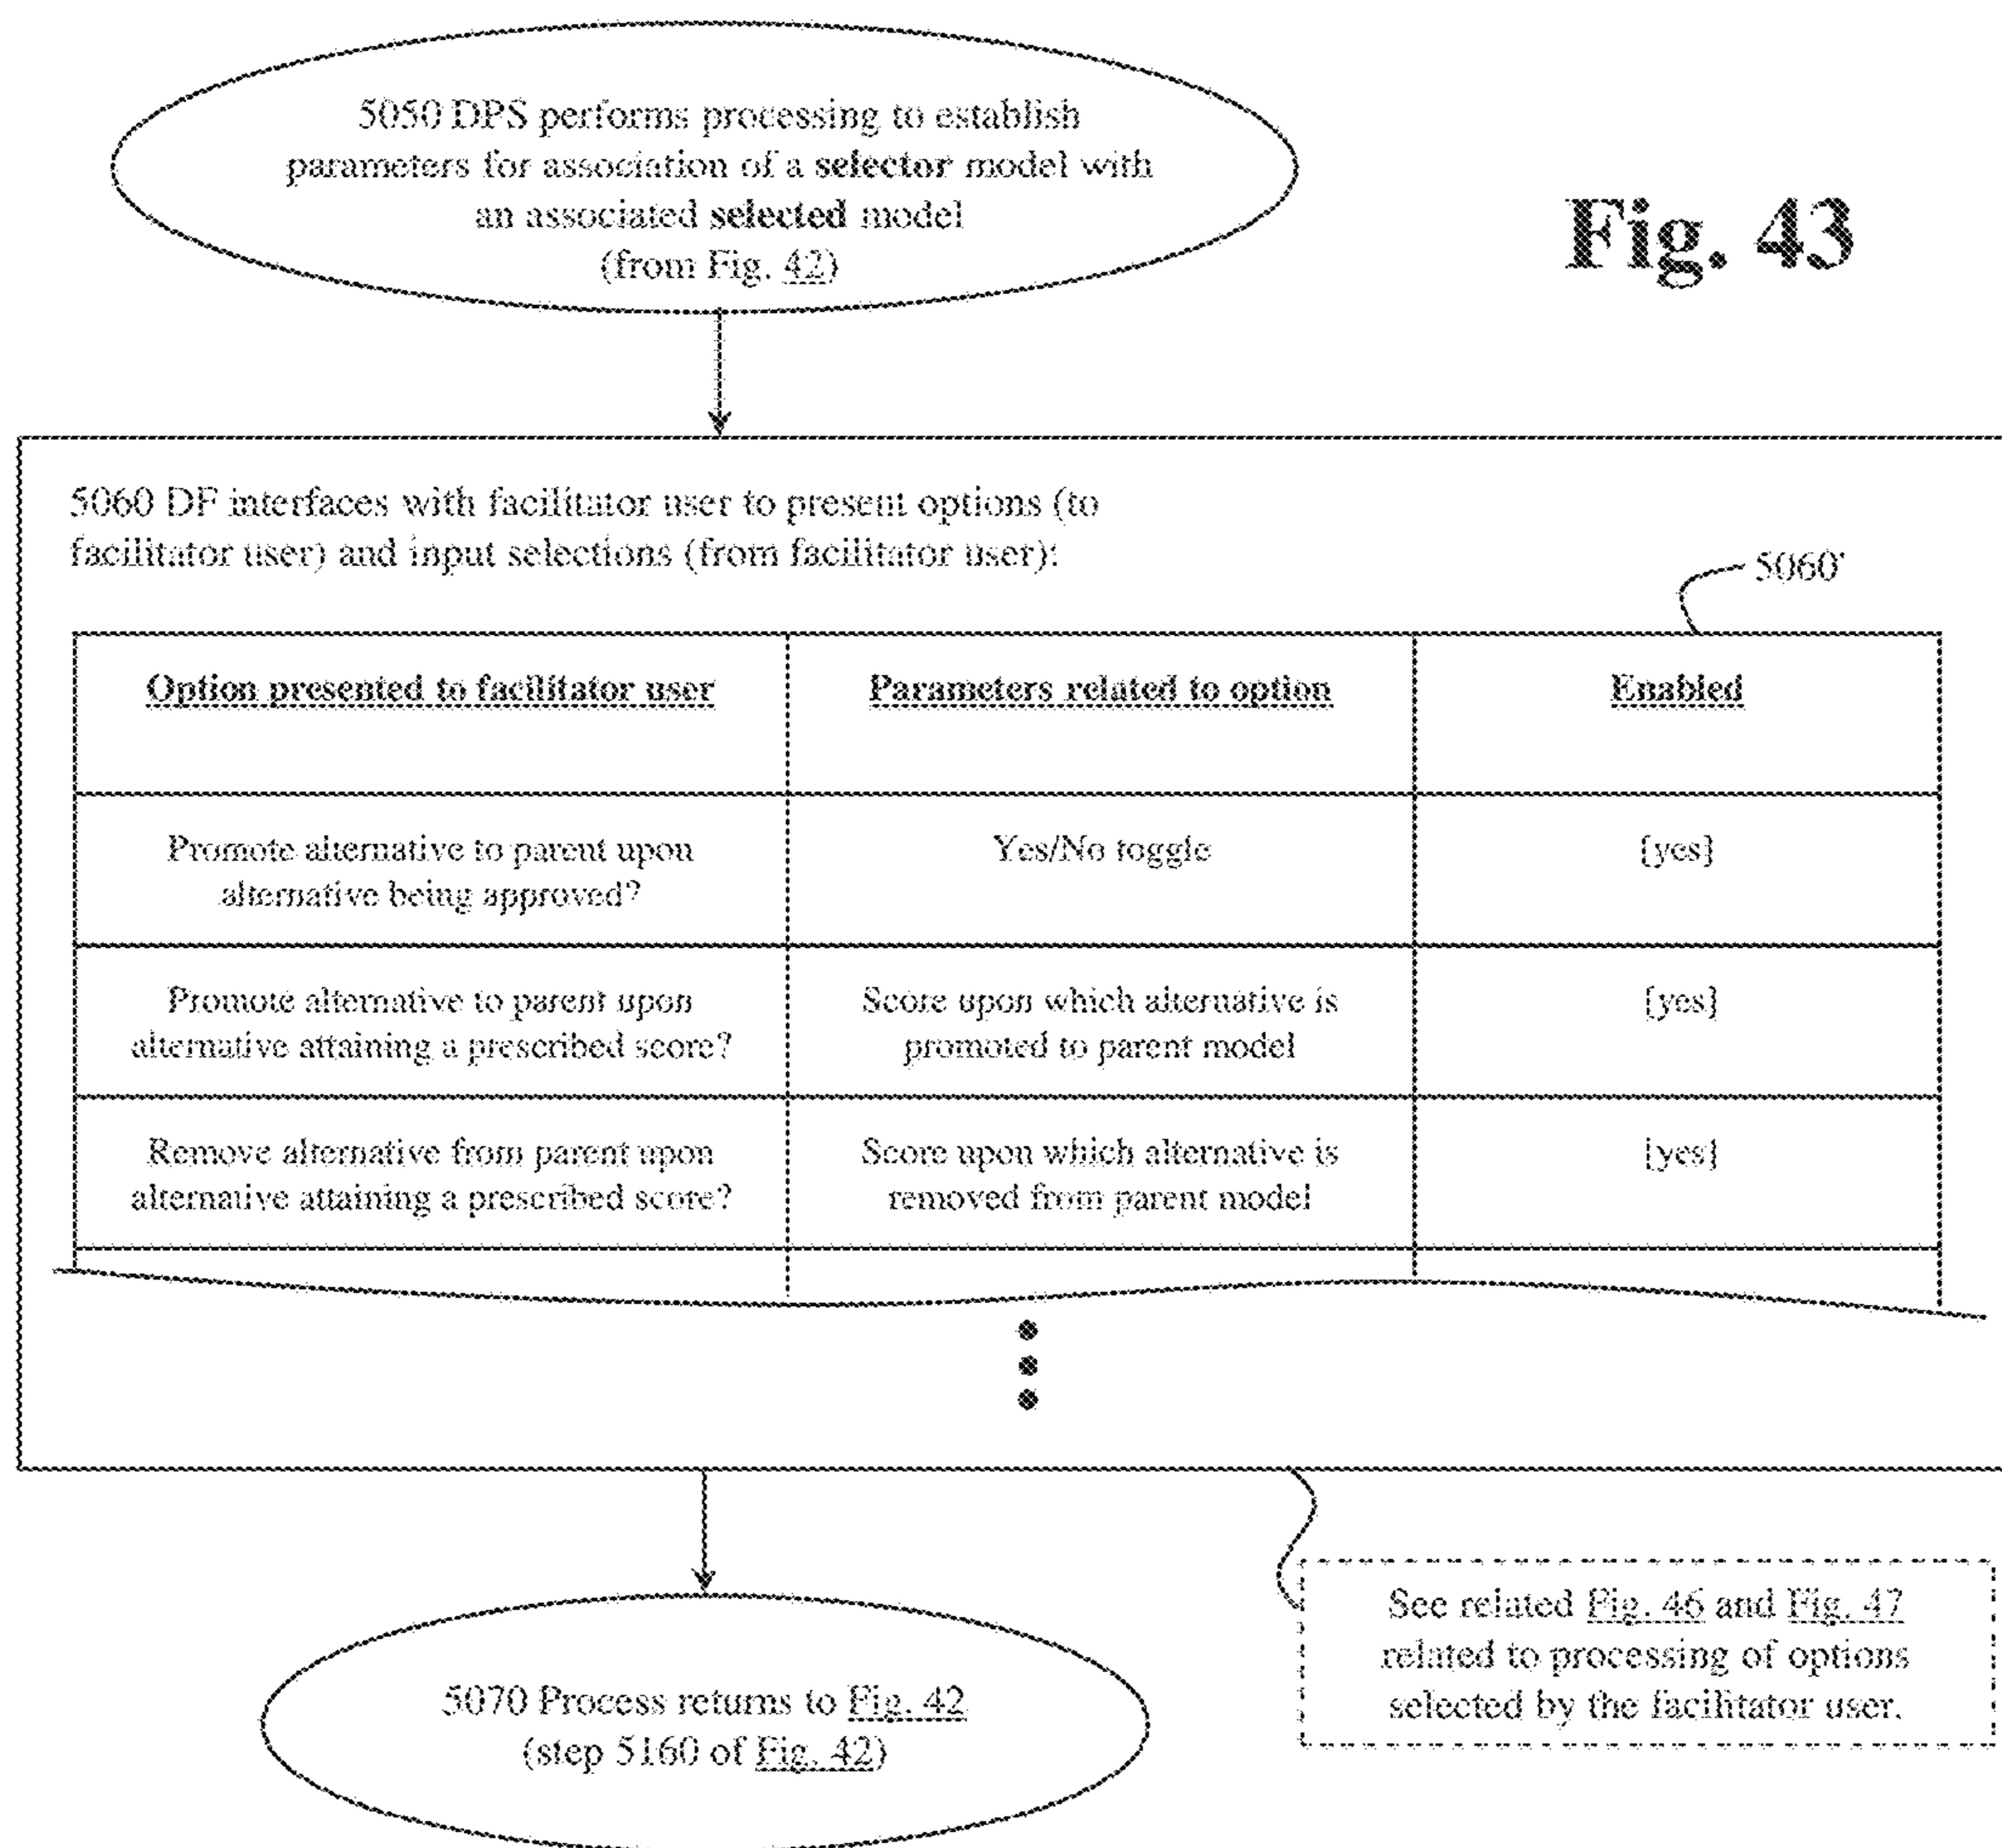 5050 DPS performs processing to establish
parameters for association of a selector model with
an associated selected model
(from Fig. 42)
Fig. 43
5060 DF interfaces with facilitator user to present options (to
facilitator user) and input selections (from facilitator user):
5060'
Option presented to facilitator user
Parameters related to option
Enabled
Promote alternative to parent upon
alternative being approved?
Yes/No toggle
[yes]
Promote alternative to parent upon
alternative attaining a prescribed score?
Score upon which alternative is
promoted to parent model
[yes]
Remove alternative from parent upon
alternative attaining a prescribed score?
Score upon which alternative is
removed from parent model
[yes]
See related Fig. 46 and Fig. 47
related to processing of options
selected by the facilitator user.
5070 Process returns to Fig. 42
(step 5160 of Fig. 42)